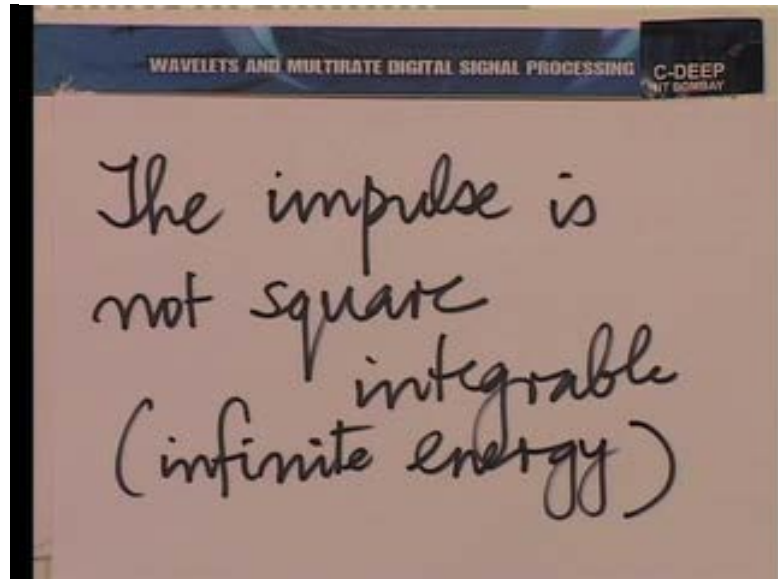 WAVELETS AND MULTIRATE DIGITAL SIGNAL PROCESSING
C-DEEP
IIT BOMBAY
The impulse is
not square
integrable
(infinite energy)